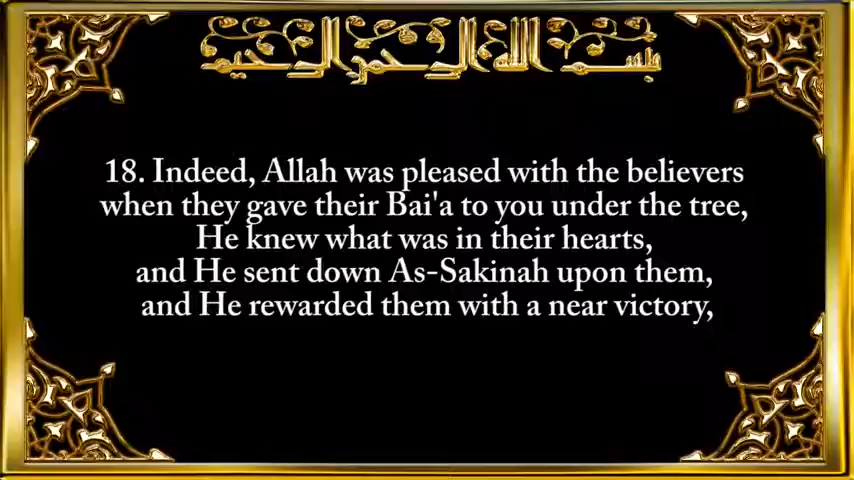 بسم الله الرحمن الرحيم
18. Indeed, Allah was pleased with the believers
when they gave their Bai'a to you under the tree,
He knew what was in their hearts,
and He sent down As-Sakinah upon them,
and He rewarded them with a near victory,